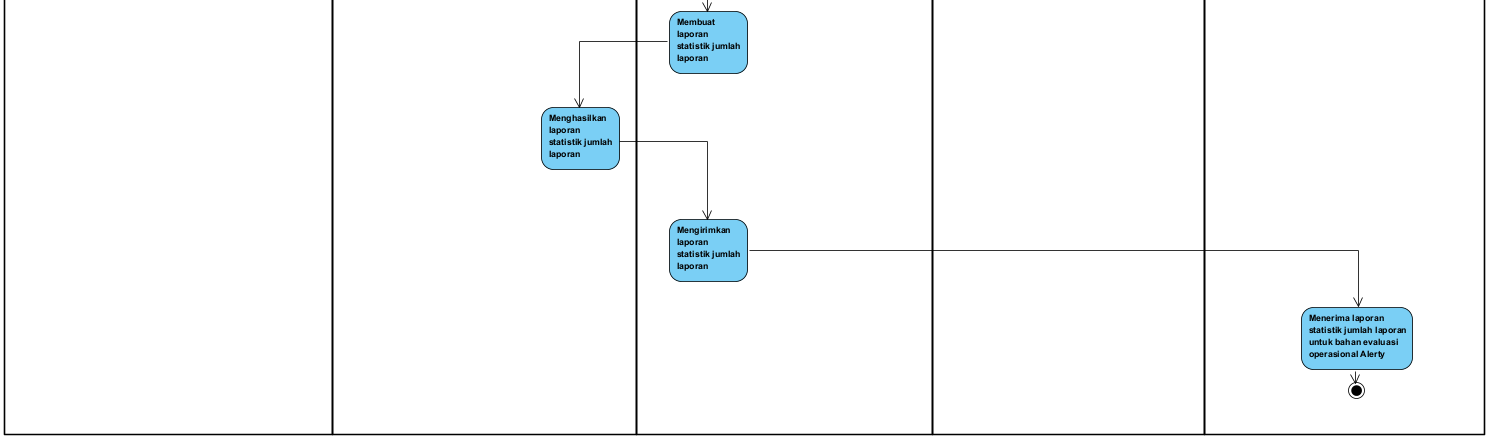 Membuat
laporan
statistik jumlah
laporan
Menghasilkan
laporan
statistik jumlah
laporan
Mengirimkan
laporan
statistik jumlah
laporan
Menerima laporan
statistik jumlah laporan
untuk bahan evaluasi
operasional Alerty